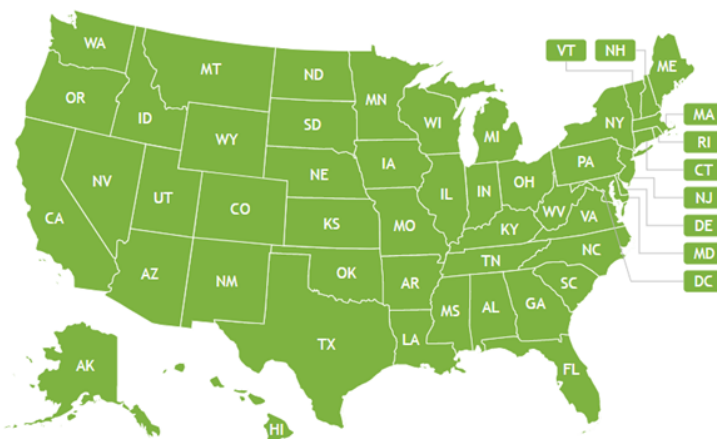 WA
VT
NH
ME
MT
ND
MN
OR
ID
SD
WI
MI
NY
MA
WY
RI
PA
CT
IA
NE
NV
UT
IL
IN
OH
NJ
CO
CA
KS
MO
WV
VA
DE
KY
NC
MD
TN
AZ
NM
OK
AR
SC
DC
MS
AL
GA
TX
LA
AK
FL
HI